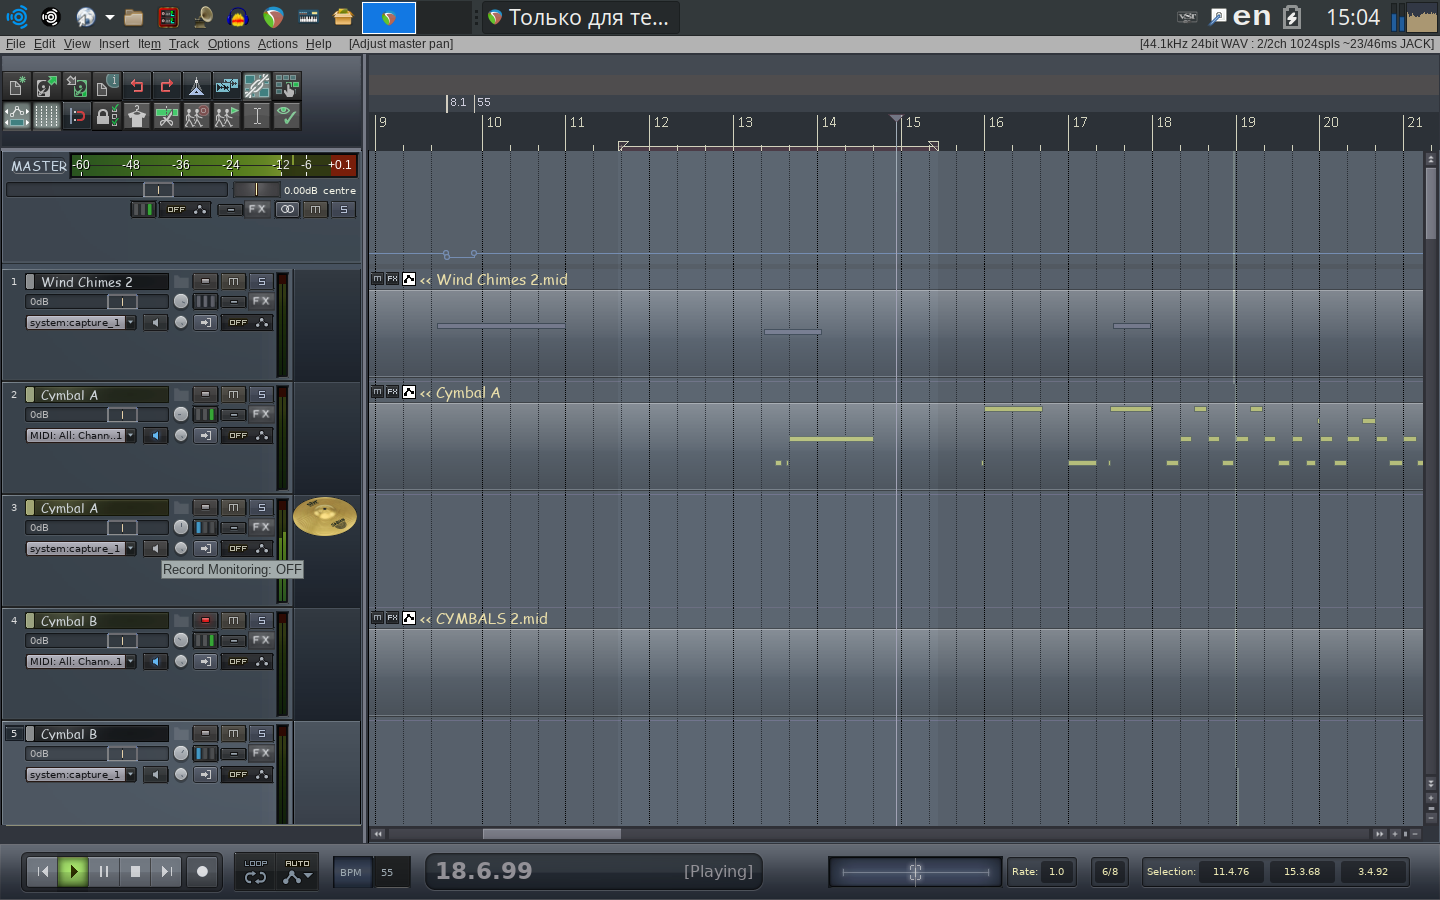 Только для те...
en
15:04
File Edit View Insert Item Track Options Actions Help [Adjust master pan] [44.1kHz 24bit WAV : 2/2ch 1024spls ~23/46ms JACK]
8.1 55
9 10 11 12 13 14 15 16 17 18 19 20 21
MASTER -60 -48 -36 -24 -12 -6 +0.1
0.00dB centre
OFF FX M S
1 Wind Chimes 2 M S
0dB FX
system:capture_1 OFF
M FX << Wind Chimes 2.mid
2 Cymbal A M S
0dB FX
MIDI: All: Chann..1 OFF
M FX << Cymbal A
3 Cymbal A M S
0dB FX
system:capture_1 OFF
Record Monitoring: OFF
4 Cymbal B M S
0dB FX
MIDI: All: Chann..1 OFF
M FX << CYMBALS 2.mid
5 Cymbal B M S
0dB FX
system:capture_1 OFF
LOOP AUTO
BPM 55
18.6.99 [Playing]
Rate: 1.0 6/8 Selection: 11.4.76 15.3.68 3.4.92